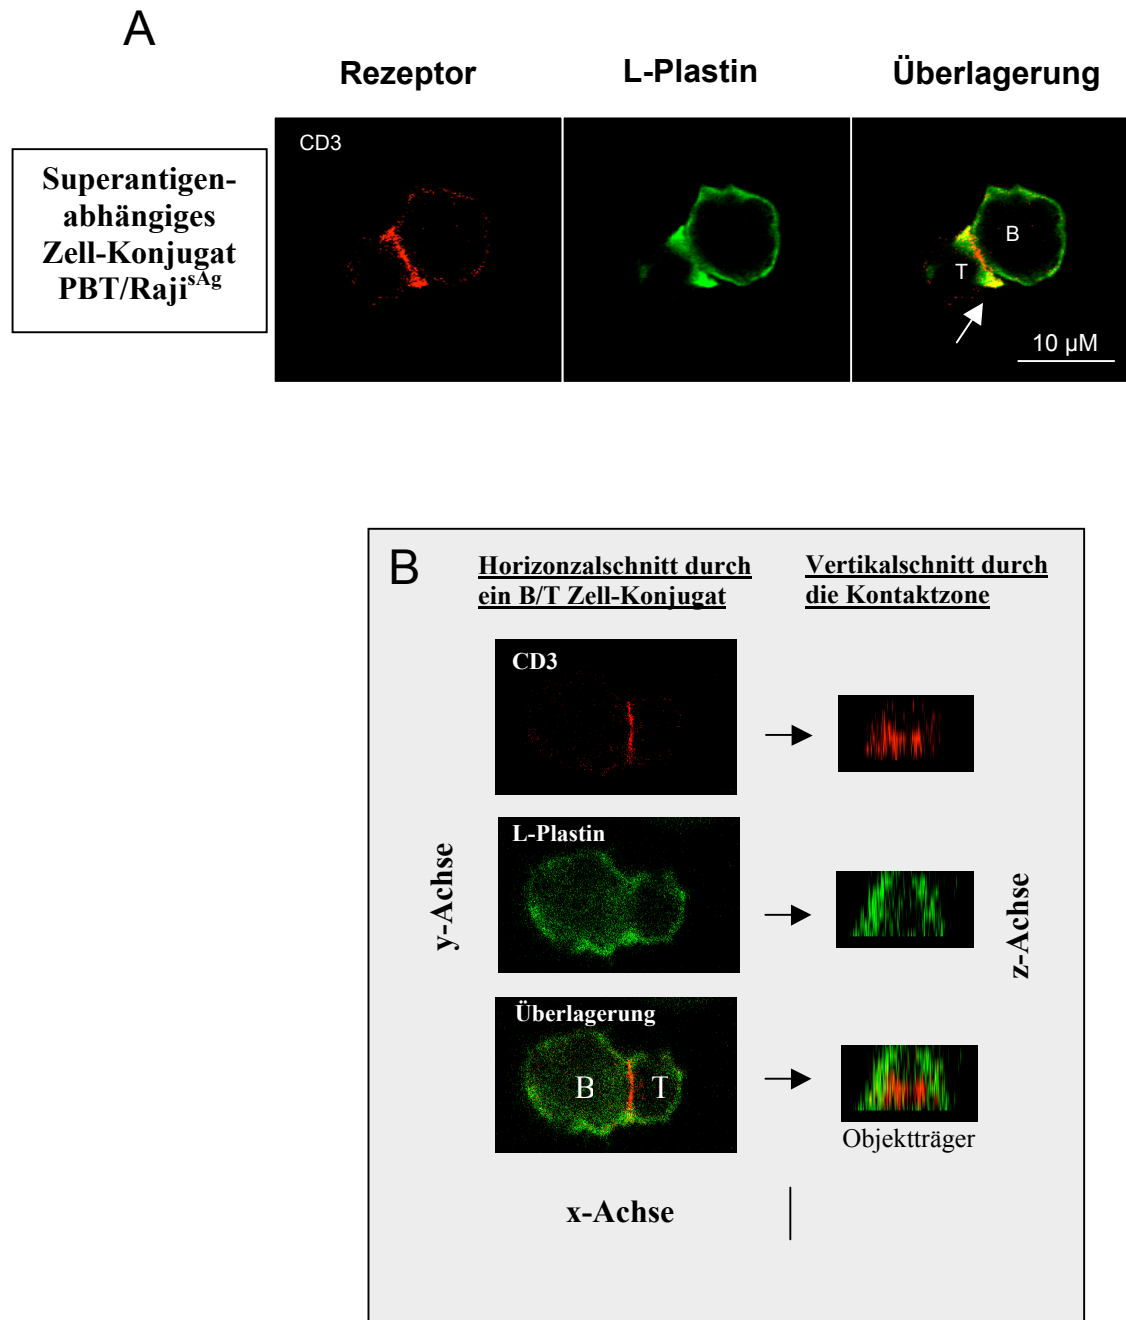 A
Rezeptor
L-Plastin
Überlagerung
Superantigen-
abhängiges
Zell-Konjugat
PBT/Raji^sAg
CD3
B
T
10 µM
B
Horizonzalschnitt durch
ein B/T Zell-Konjugat
Vertikalschnitt durch
die Kontaktzone
CD3
L-Plastin
Überlagerung
B T
y-Achse
z-Achse
Objektträger
x-Achse